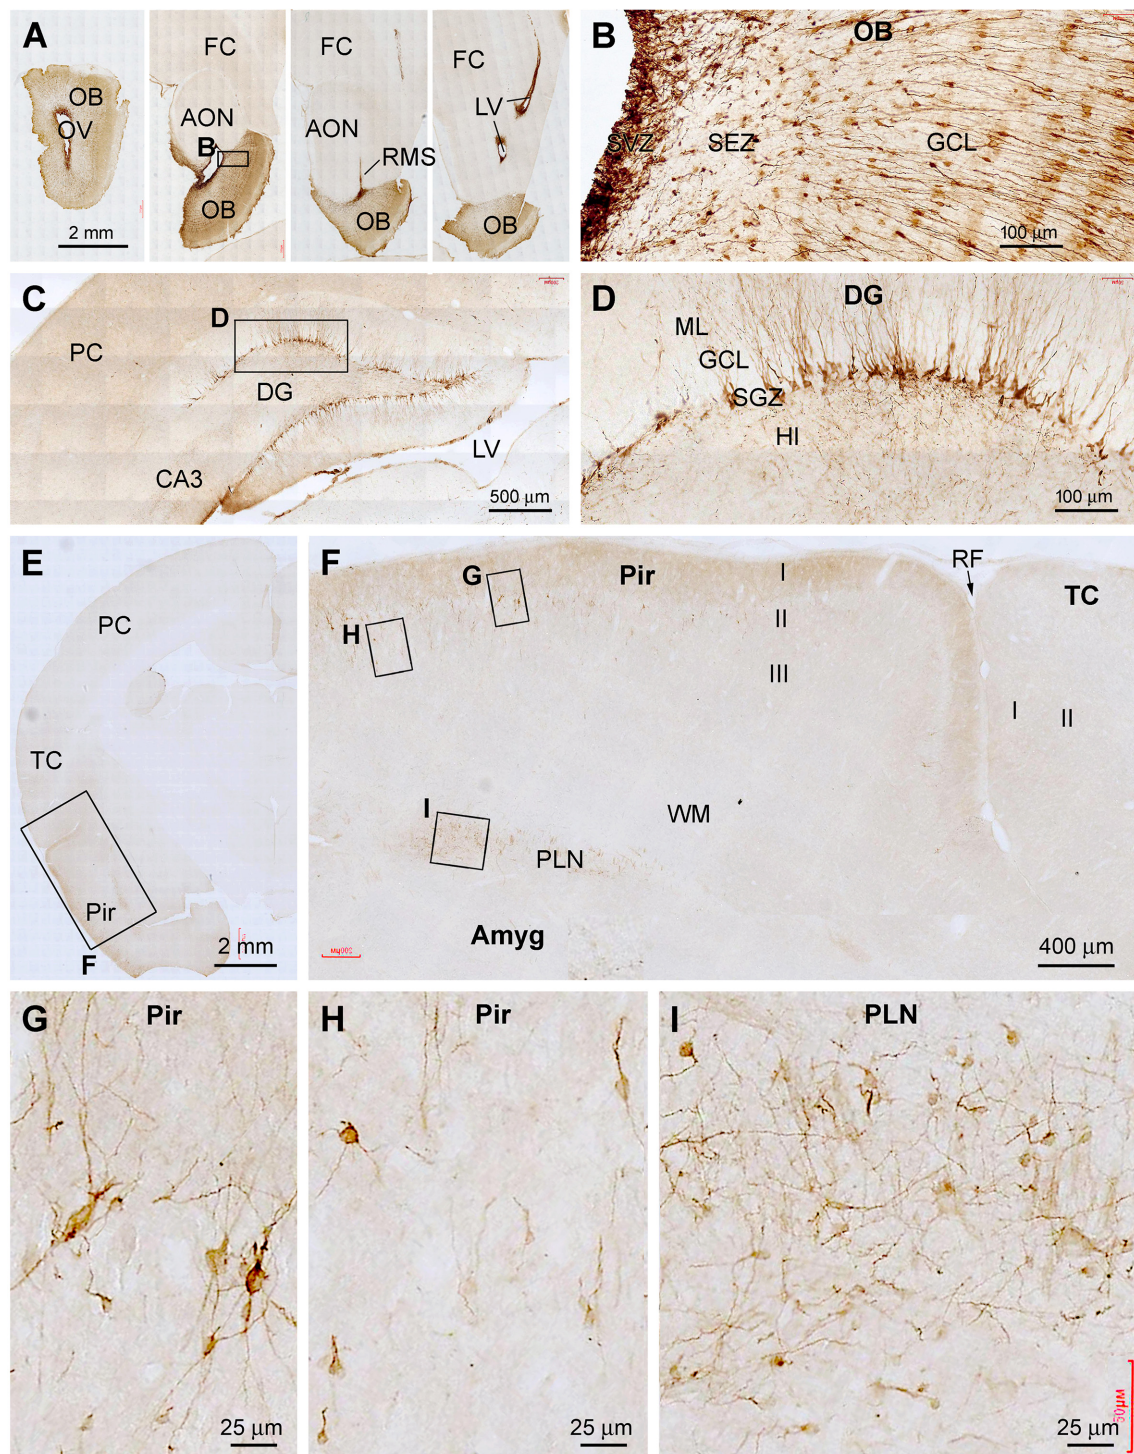 A
FC
FC
FC
OB
OV
AON
B
AON
RMS
LV
OB
OB
OB
2 mm
B
OB
SVZ
SEZ
GCL
100 µm
C
D
PC
DG
CA3
LV
500 µm
D
DG
ML
GCL
SGZ
HI
100 µm
E
PC
TC
Pir
F
2 mm
F
G
Pir
I
RF
TC
H
II
III
I
II
I
WM
PLN
Amyg
200µm
400 µm
G
Pir
25 µm
H
Pir
25 µm
I
PLN
50µm
25 µm